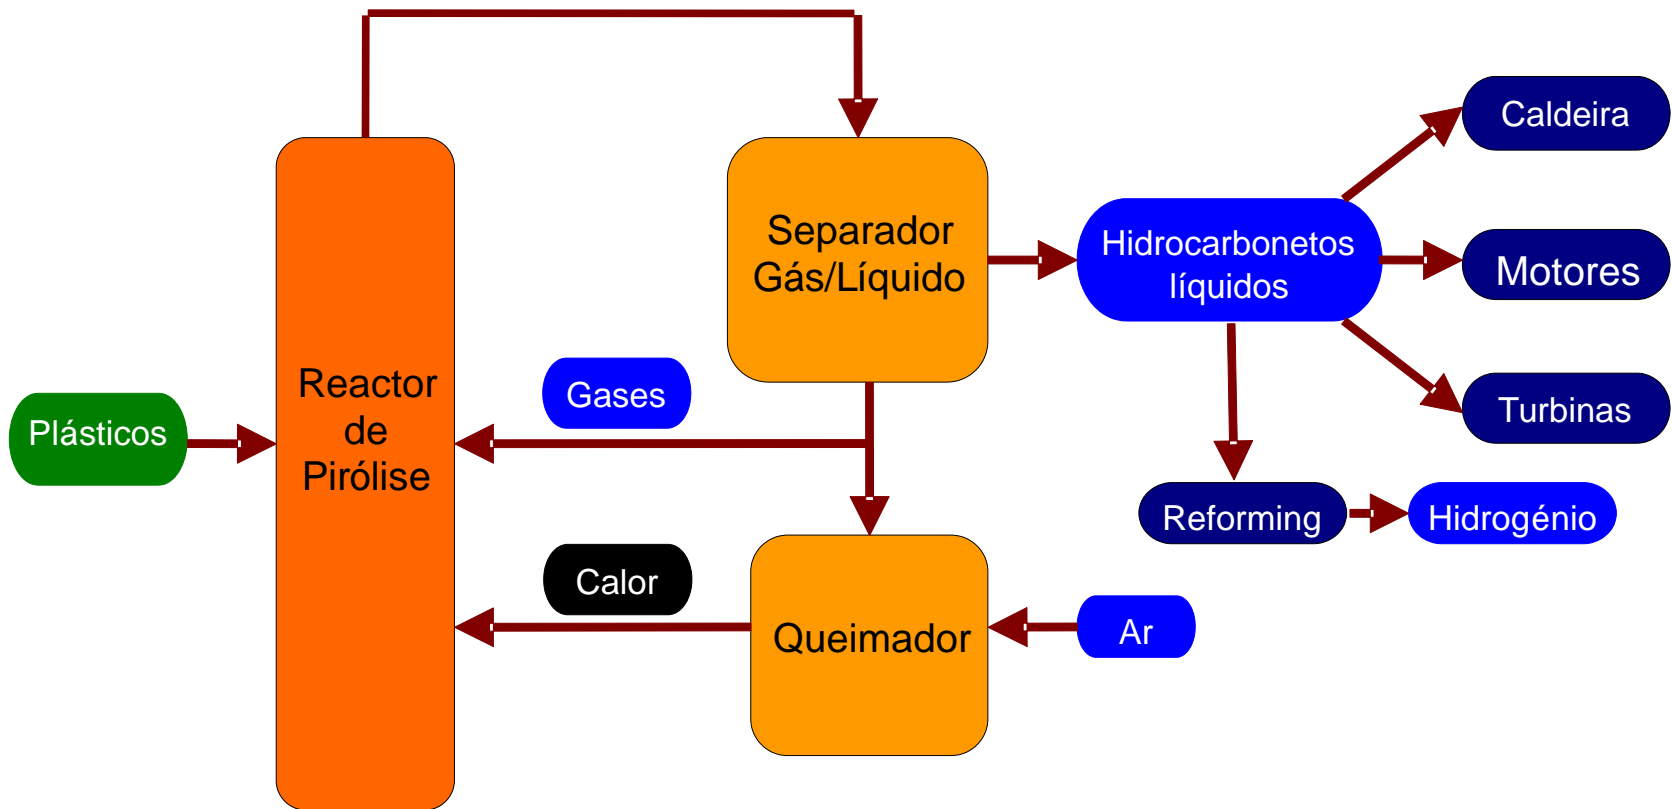 Caldeira
Separador
Gás/Líquido
Hidrocarbonetos
líquidos
Motores
Plásticos
Reactor
de
Pirólise
Gases
Turbinas
Reforming
Hidrogénio
Calor
Queimador
Ar